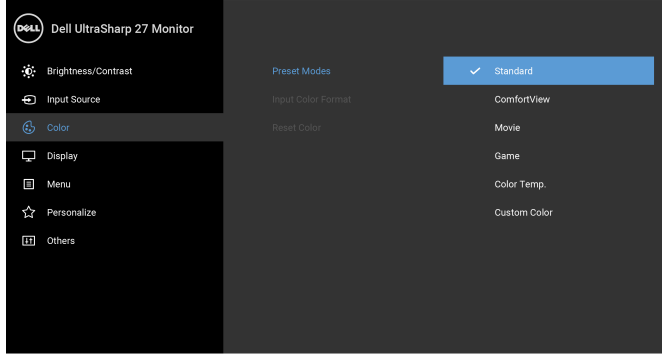 DELL Dell UltraSharp 27 Monitor
Brightness/Contrast
Input Source
Color
Display
Menu
Personalize
Others
Preset Modes
Input Color Format
Reset Color
Standard
ComfortView
Movie
Game
Color Temp.
Custom Color